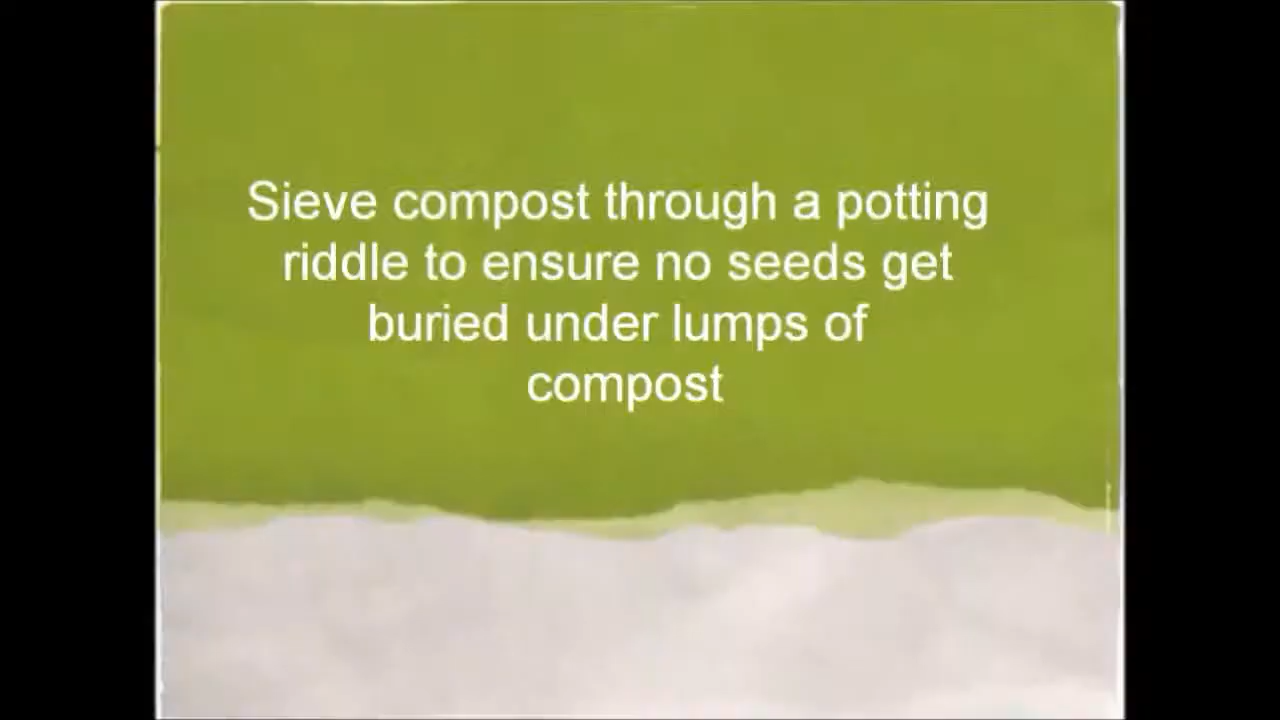 Sieve compost through a potting
riddle to ensure no seeds get
buried under lumps of
compost